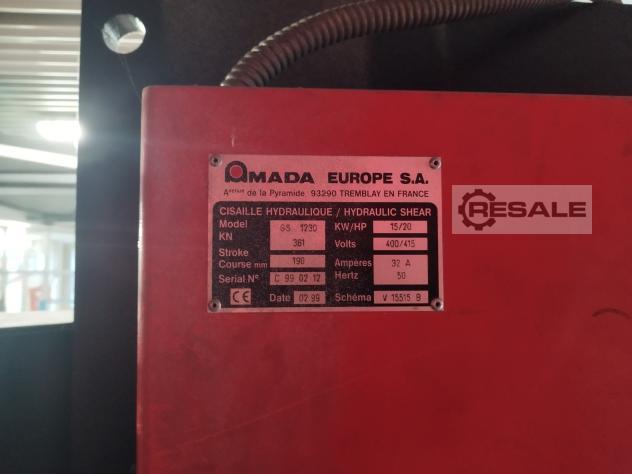 AMADA EUROPE S.A.
Avenue de la Pyramide 93290 TREMBLAY EN FRANCE
CISAILLE HYDRAULIQUE / HYDRAULIC SHEAR
Model GS 1230 KW/HP 15/20
KN 361 Volts 400/415
Stroke
Course mm 190 Ampères 32 A
Hertz 50
Serial N° C 99 02 12
CE Date 02.99 Schéma V 15515 B
RESALE